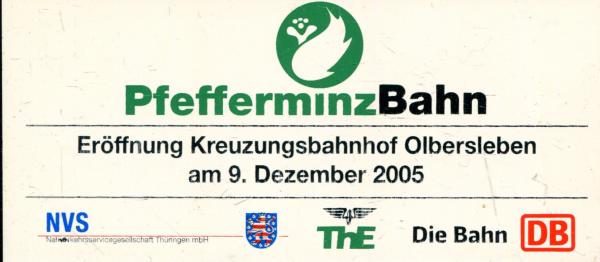 PfefferminzBahn
Eröffnung Kreuzungsbahnhof Olbersleben
am 9. Dezember 2005
NVS
Nahverkehrsservicegesellschaft Thüringen mbH
ThE
Die Bahn DB